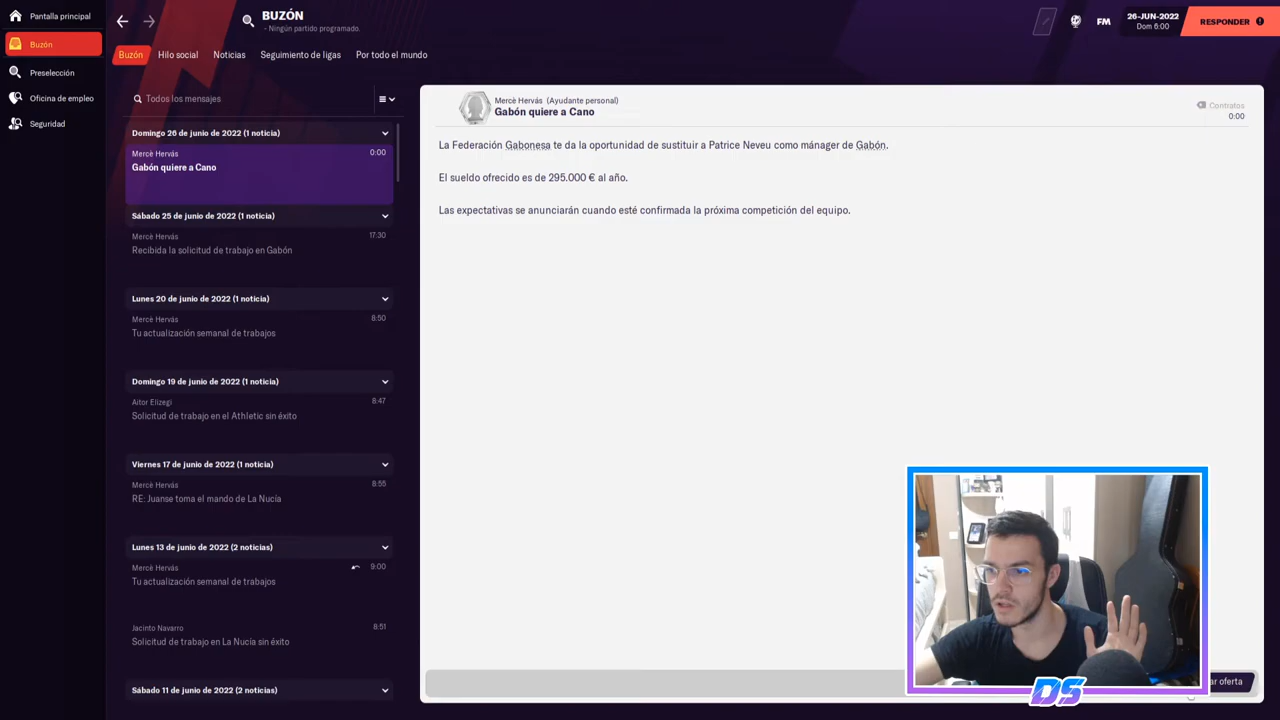 Pantalla principal
Buzón
Preselección
Oficina de empleo
Seguridad
BUZÓN
- Ningún partido programado.
FM
26-JUN-2022
Dom 6:00
RESPONDER
Buzón
Hilo social
Noticias
Seguimiento de ligas
Por todo el mundo
Todos los mensajes
Domingo 26 de junio de 2022 (1 noticia)
Mercè Hervás 0:00
Gabón quiere a Cano
Sábado 25 de junio de 2022 (1 noticia)
Mercè Hervás 17:30
Recibida la solicitud de trabajo en Gabón
Lunes 20 de junio de 2022 (1 noticia)
Mercè Hervás 8:50
Tu actualización semanal de trabajos
Domingo 19 de junio de 2022 (1 noticia)
Aitor Elizegi 8:47
Solicitud de trabajo en el Athletic sin éxito
Viernes 17 de junio de 2022 (1 noticia)
Mercè Hervás 8:55
RE: Juanse toma el mando de La Nucía
Lunes 13 de junio de 2022 (2 noticias)
Mercè Hervás 9:00
Tu actualización semanal de trabajos
Jacinto Navarro 8:51
Solicitud de trabajo en La Nucía sin éxito
Sábado 11 de junio de 2022 (2 noticias)
Mercè Hervás (Ayudante personal)
Gabón quiere a Cano
Contratos
0:00
La Federación Gabonesa te da la oportunidad de sustituir a Patrice Neveu como mánager de Gabón.
El sueldo ofrecido es de 295.000 € al año.
Las expectativas se anunciarán cuando esté confirmada la próxima competición del equipo.
ar oferta
DS